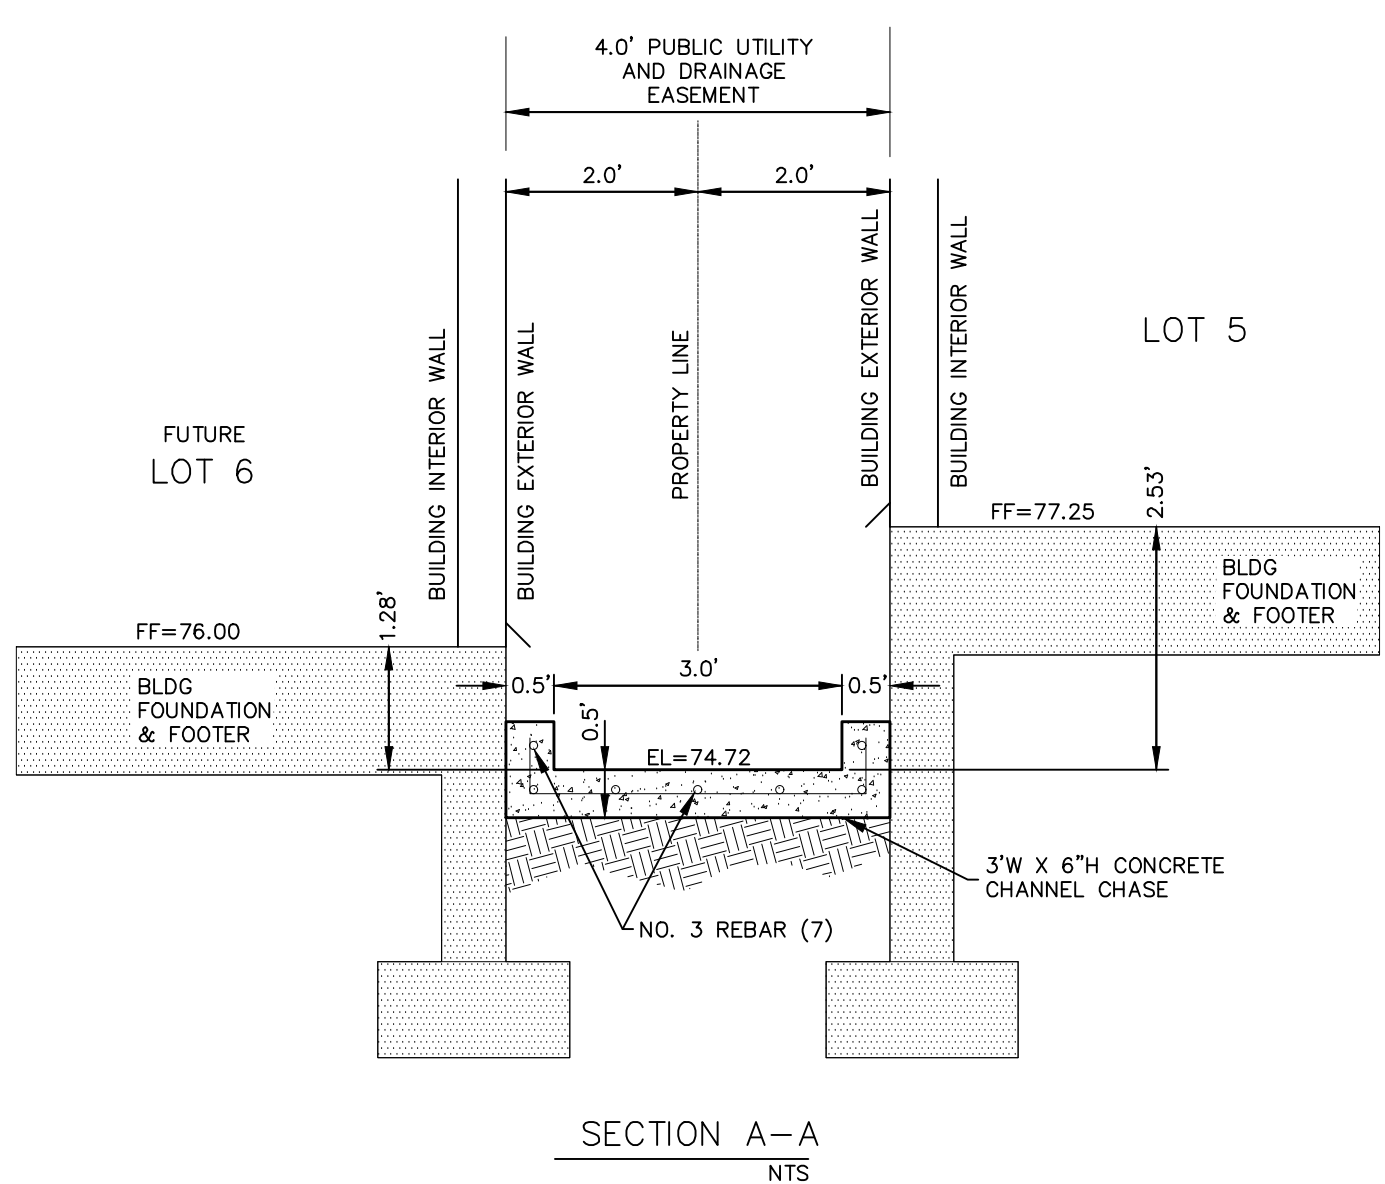 4.0' PUBLIC UTILITY
AND DRAINAGE
EASEMENT
2.0'
2.0'
BUILDING INTERIOR WALL
BUILDING EXTERIOR WALL
PROPERTY LINE
BUILDING EXTERIOR WALL
BUILDING INTERIOR WALL
LOT 5
FUTURE
LOT 6
FF=77.25
2.53'
BLDG
FOUNDATION
& FOOTER
FF=76.00
1.28'
BLDG
FOUNDATION
& FOOTER
0.5'
3.0'
0.5'
0.5'
EL=74.72
3'W X 6"H CONCRETE
CHANNEL CHASE
NO. 3 REBAR (7)
SECTION A-A
NTS